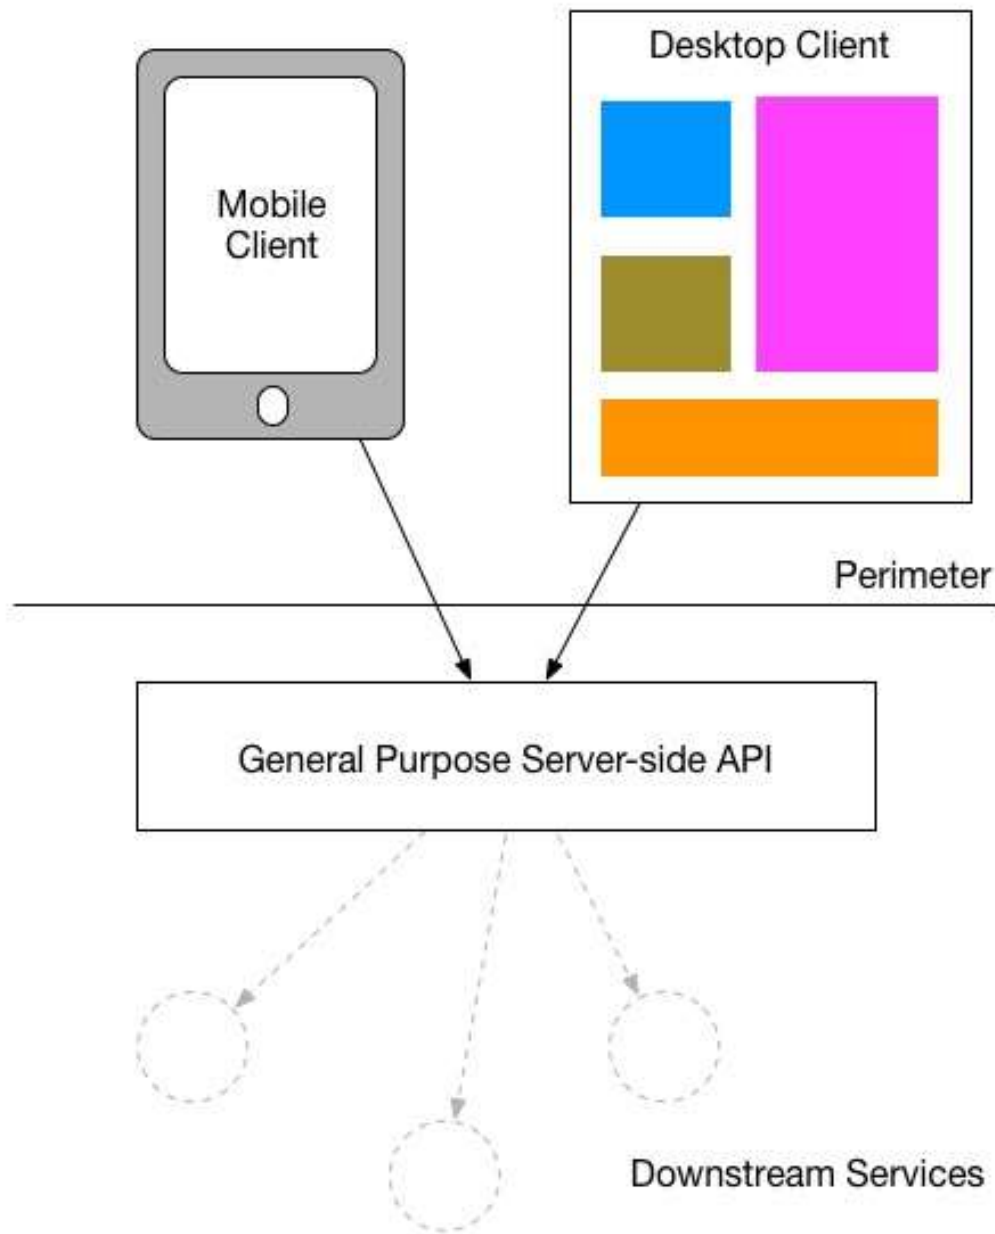 Desktop Client
Mobile
Client
Perimeter
General Purpose Server-side API
Downstream Services